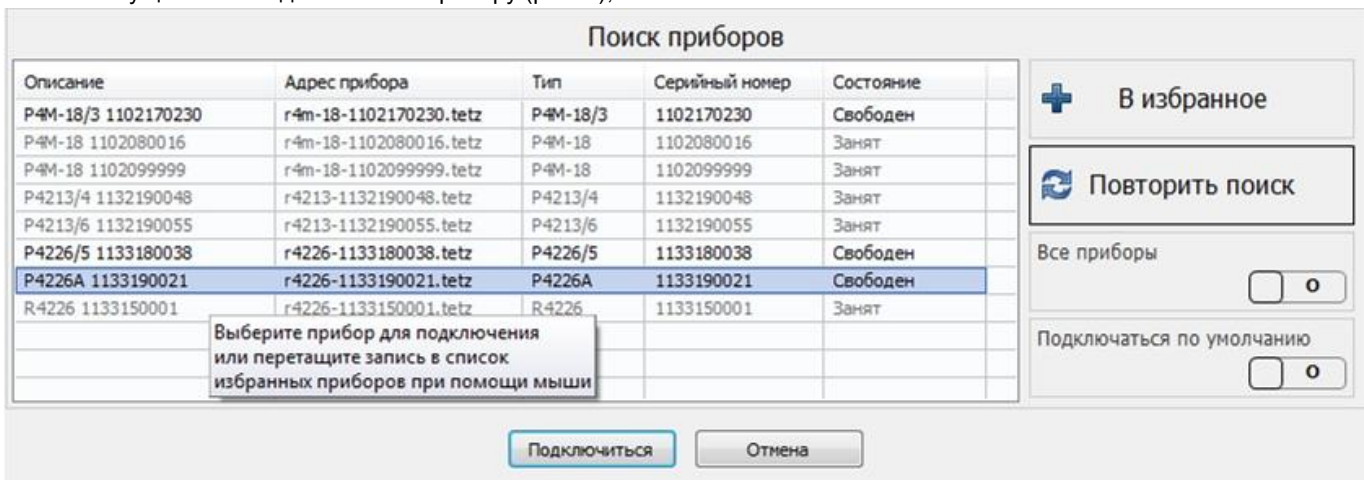 Поиск приборов
Описание Адрес прибора Тип Серийный номер Состояние
Р4М-18/3 1102170230 r4m-18-1102170230.tetz Р4М-18/3 1102170230 Свободен
Р4М-18 1102080016 r4m-18-1102080016.tetz Р4М-18 1102080016 Занят
Р4М-18 1102099999 r4m-18-1102099999.tetz Р4М-18 1102099999 Занят
Р4213/4 1132190048 r4213-1132190048.tetz Р4213/4 1132190048 Занят
Р4213/6 1132190055 r4213-1132190055.tetz Р4213/6 1132190055 Занят
Р4226/5 1133180038 r4226-1133180038.tetz Р4226/5 1133180038 Свободен
Р4226А 1133190021 r4226-1133190021.tetz Р4226А 1133190021 Свободен
R4226 1133150001 r4226-1133150001.tetz R4226 1133150001 Занят
Выберите прибор для подключения
или перетащите запись в список
избранных приборов при помощи мыши
В избранное
Повторить поиск
Все приборы
О
Подключаться по умолчанию
О
Подключиться Отмена